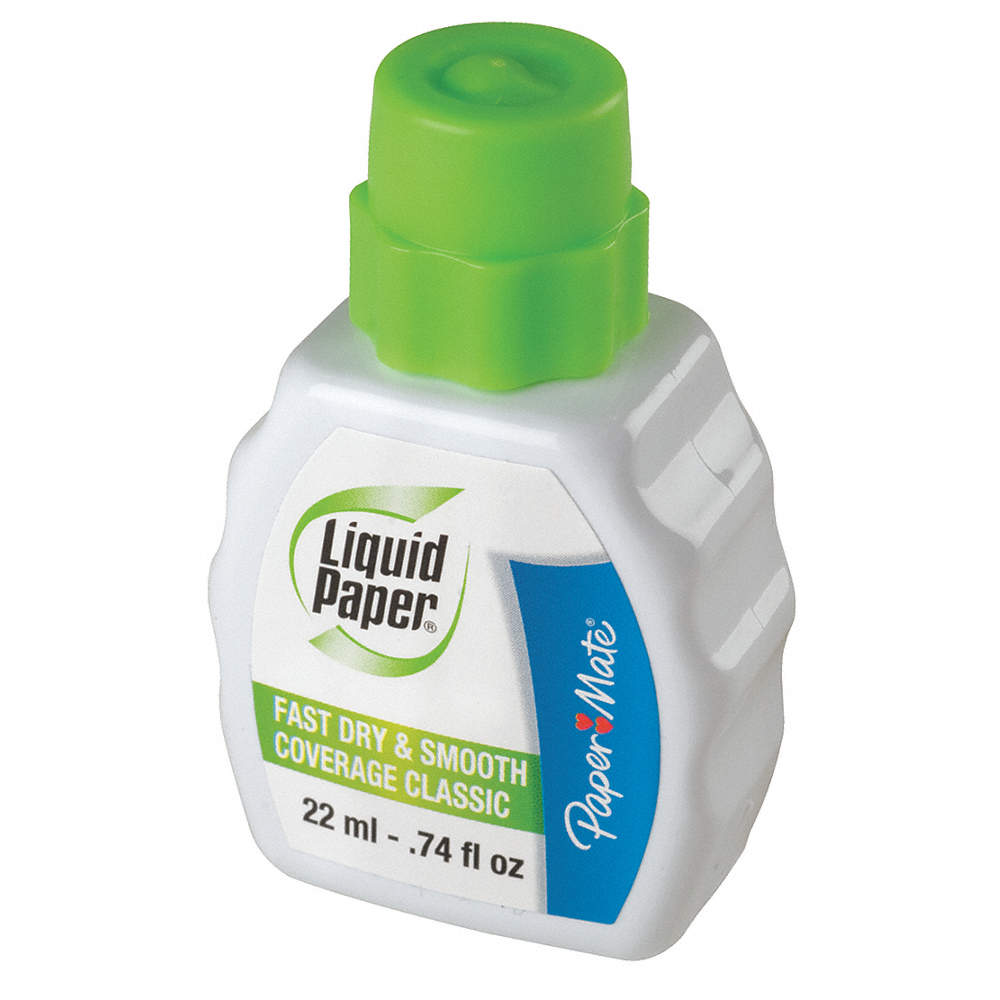 Liquid
Paper®
FAST DRY & SMOOTH
COVERAGE CLASSIC
22 ml - .74 fl oz
Paper Mate®